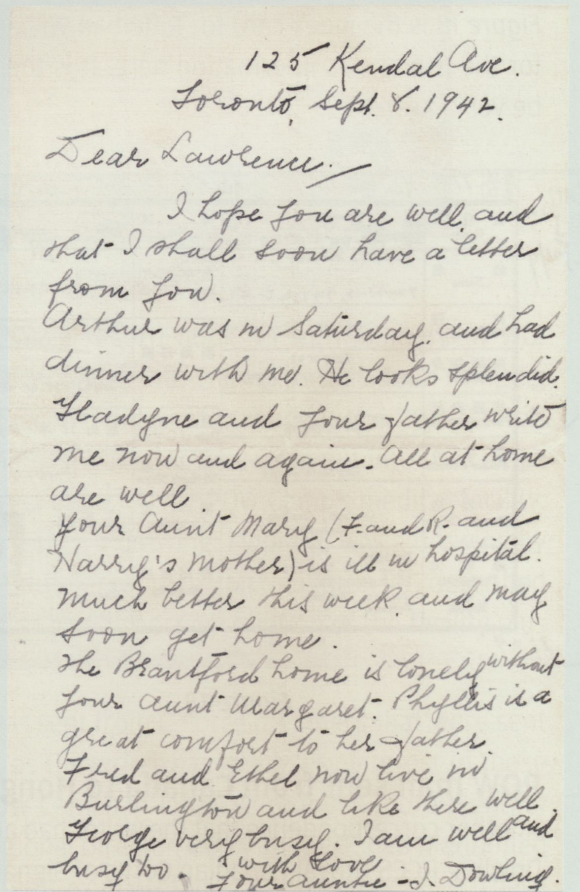 125 Kendal Ave.
Toronto, Sept. 8. 1942.
Dear Lawrence:
I hope you are well, and
that I shall soon have a letter
from you.
Arthur was in Saturday, and had
dinner with me. He looks splendid.
Gladyne and your father write
me now and again. All at home
are well
Your Aunt Mary (F. and R. and
Harry's mother) is ill in hospital.
Much better this week and may
soon get home.
The Brantford home is lonely without
your aunt Margaret. Phyllis is a
great comfort to her father.
Fred and Ethel now live in
Burlington and like there well.
George very busy. I am well and
busy too. with Love
Your auntie - J. Dowling.